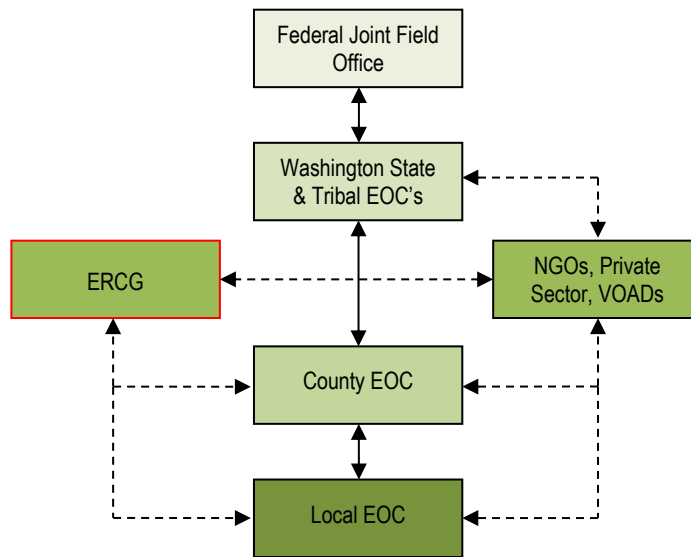 Federal Joint Field
Office
Washington State
& Tribal EOC’s
ERCG
NGOs, Private
Sector, VOADs
County EOC
Local EOC